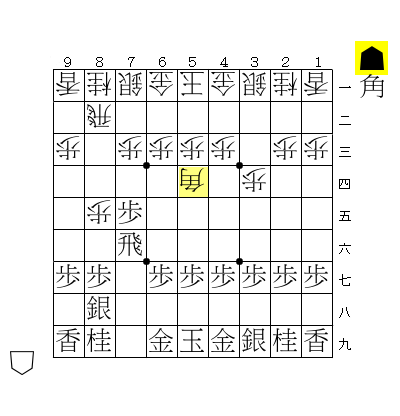 9 8 7 6 5 4 3 2 1
香 桂 銀 金 王 金 銀 桂 香 一 角
飛 二
歩 歩 歩 歩 歩 歩 歩 三
角 歩 四
歩 歩 五
飛 六
歩 歩 歩 歩 歩 歩 歩 歩 七
銀 八
香 桂 金 玉 金 銀 桂 香 九